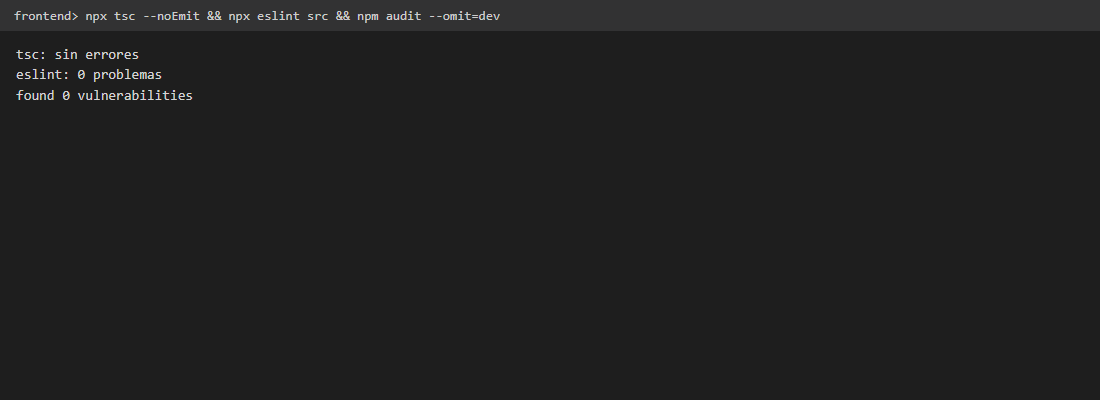 frontend> npx tsc --noEmit && npx eslint src && npm audit --omit=dev
tsc: sin errores
eslint: 0 problemas
found 0 vulnerabilities